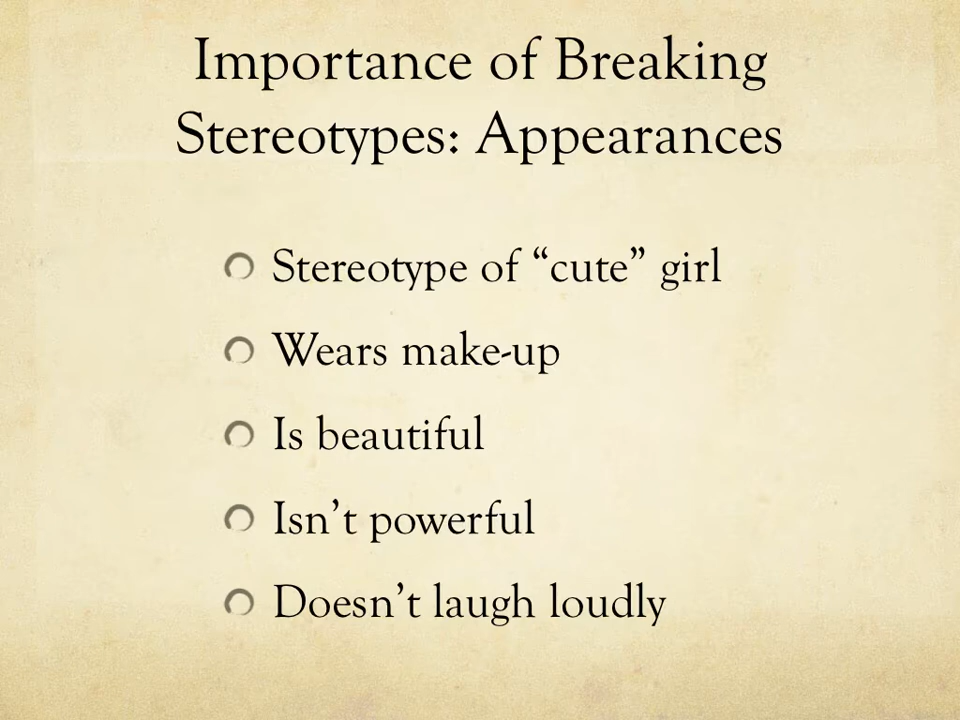 Importance of Breaking
Stereotypes: Appearances
Stereotype of “cute” girl
Wears make-up
Is beautiful
Isn’t powerful
Doesn’t laugh loudly